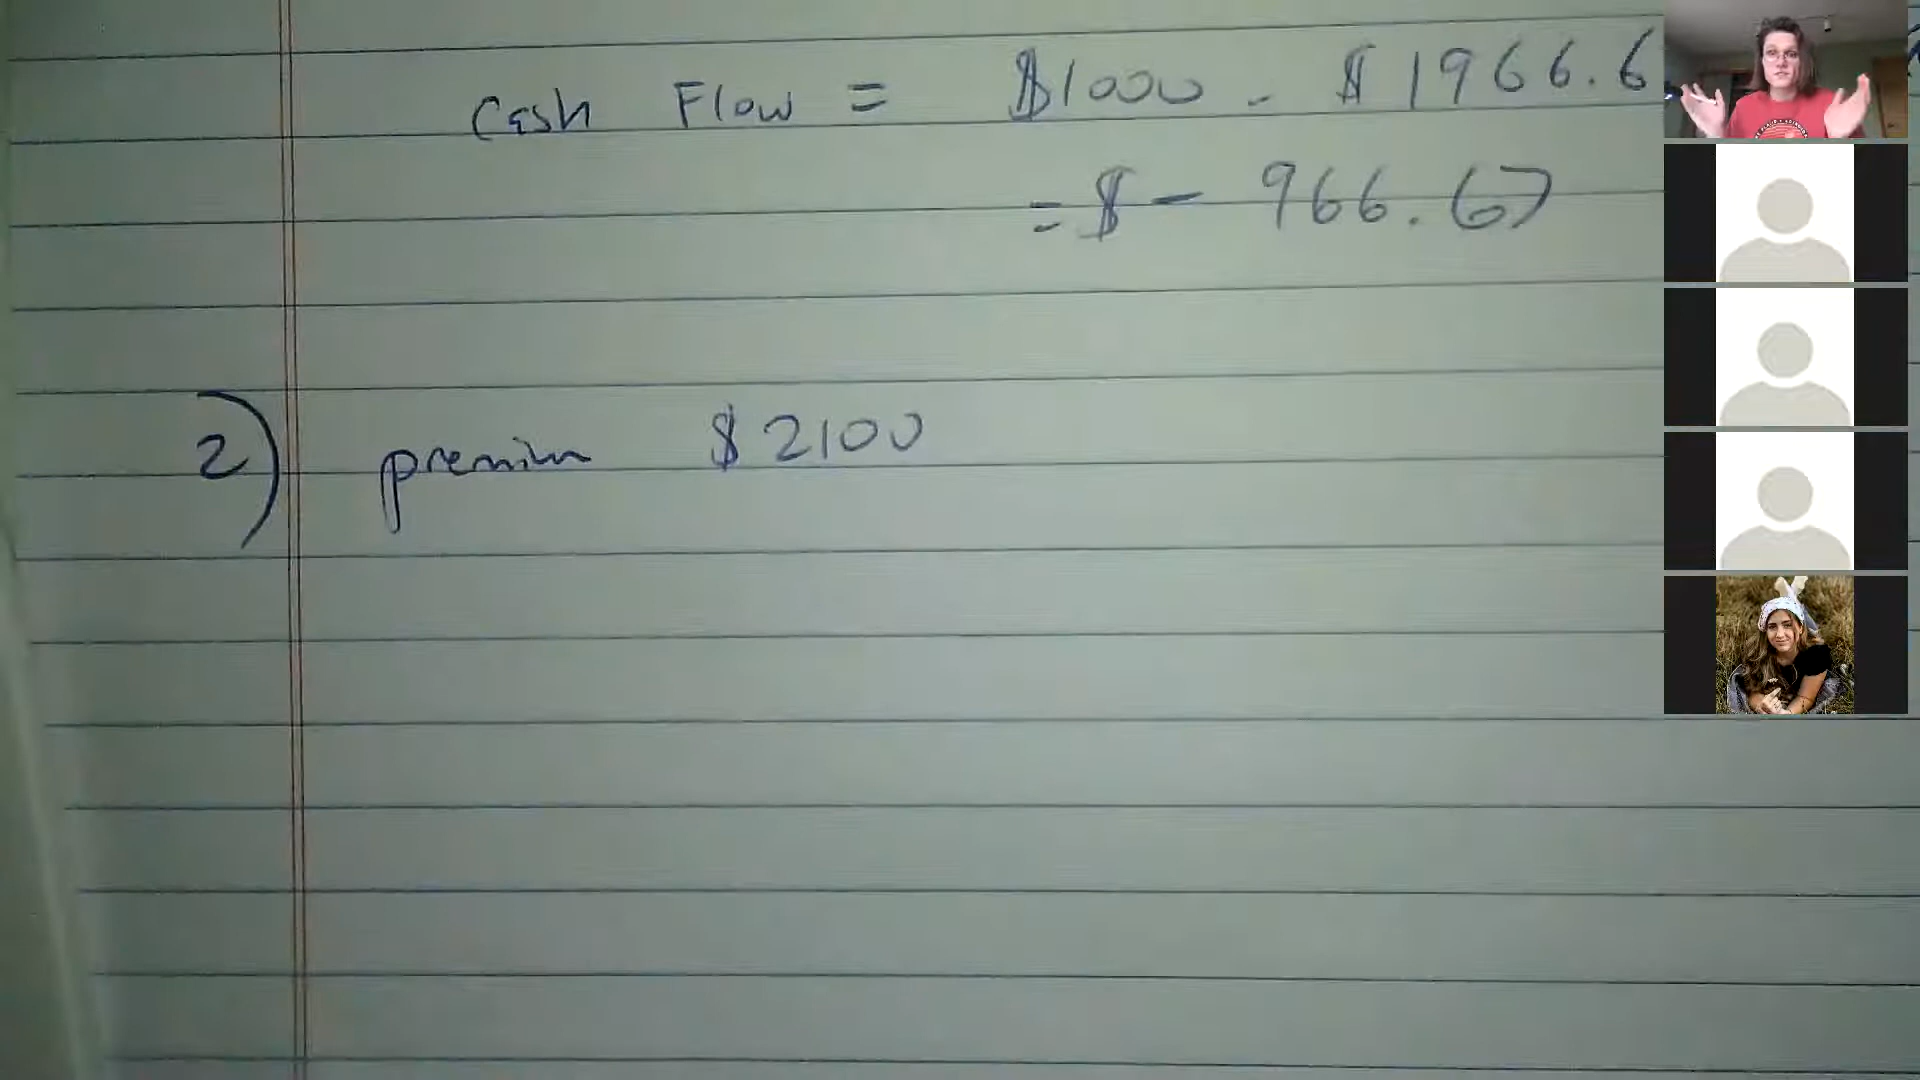 Cash Flow = $1000 - $1966.6
= $ - 966.67
2) premium $2100